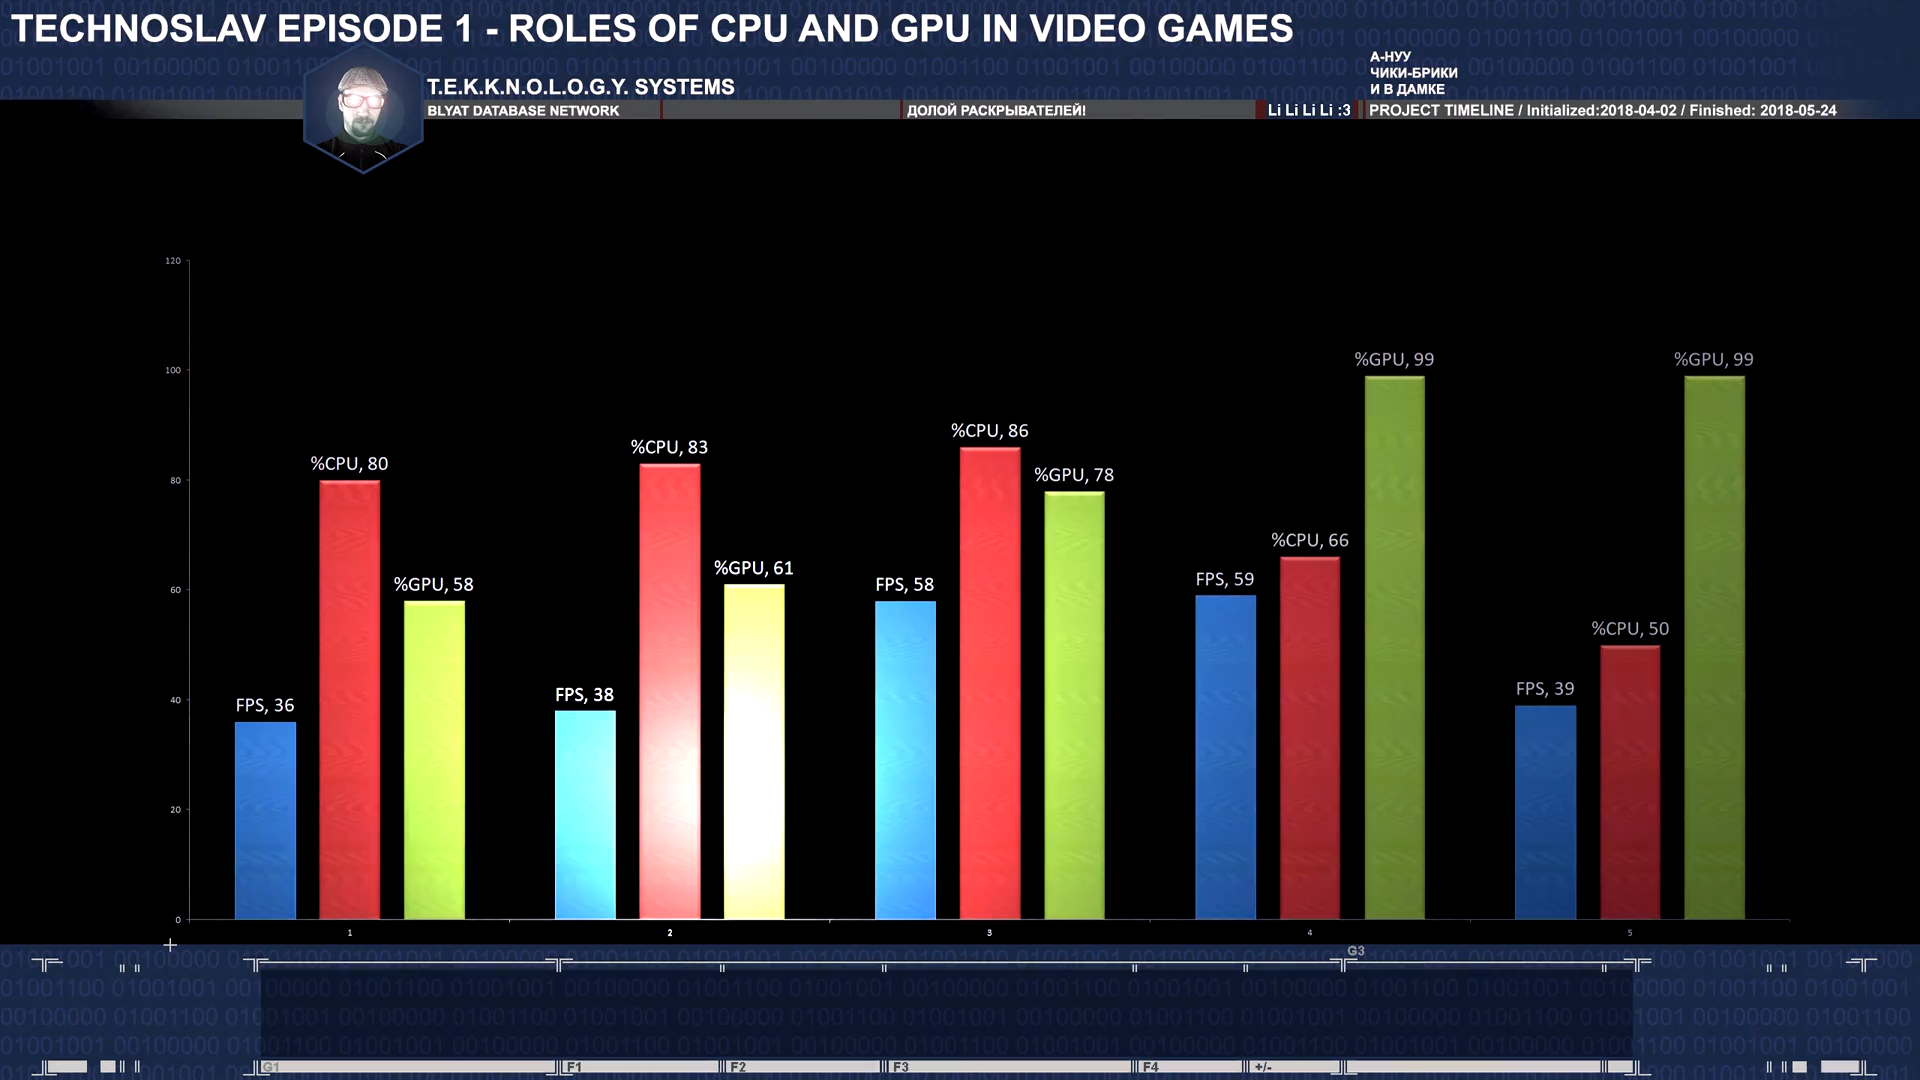 TECHNOSLAV EPISODE 1 - ROLES OF CPU AND GPU IN VIDEO GAMES
А-НУУ
ЧИКИ-БРИКИ
И В ДАМКЕ
T.E.K.K.N.O.L.O.G.Y. SYSTEMS
BLYAT DATABASE NETWORK
ДОЛОЙ РАСКРЫВАТЕЛЕЙ!
Li Li Li Li :3
PROJECT TIMELINE / Initialized:2018-04-02 / Finished: 2018-05-24
120
100
80
60
40
20
0
FPS, 36
%CPU, 80
%GPU, 58
FPS, 38
%CPU, 83
%GPU, 61
FPS, 58
%CPU, 86
%GPU, 78
FPS, 59
%CPU, 66
%GPU, 99
FPS, 39
%CPU, 50
%GPU, 99
1
2
3
4
5
G3
G1
F1
F2
F3
F4
+/-